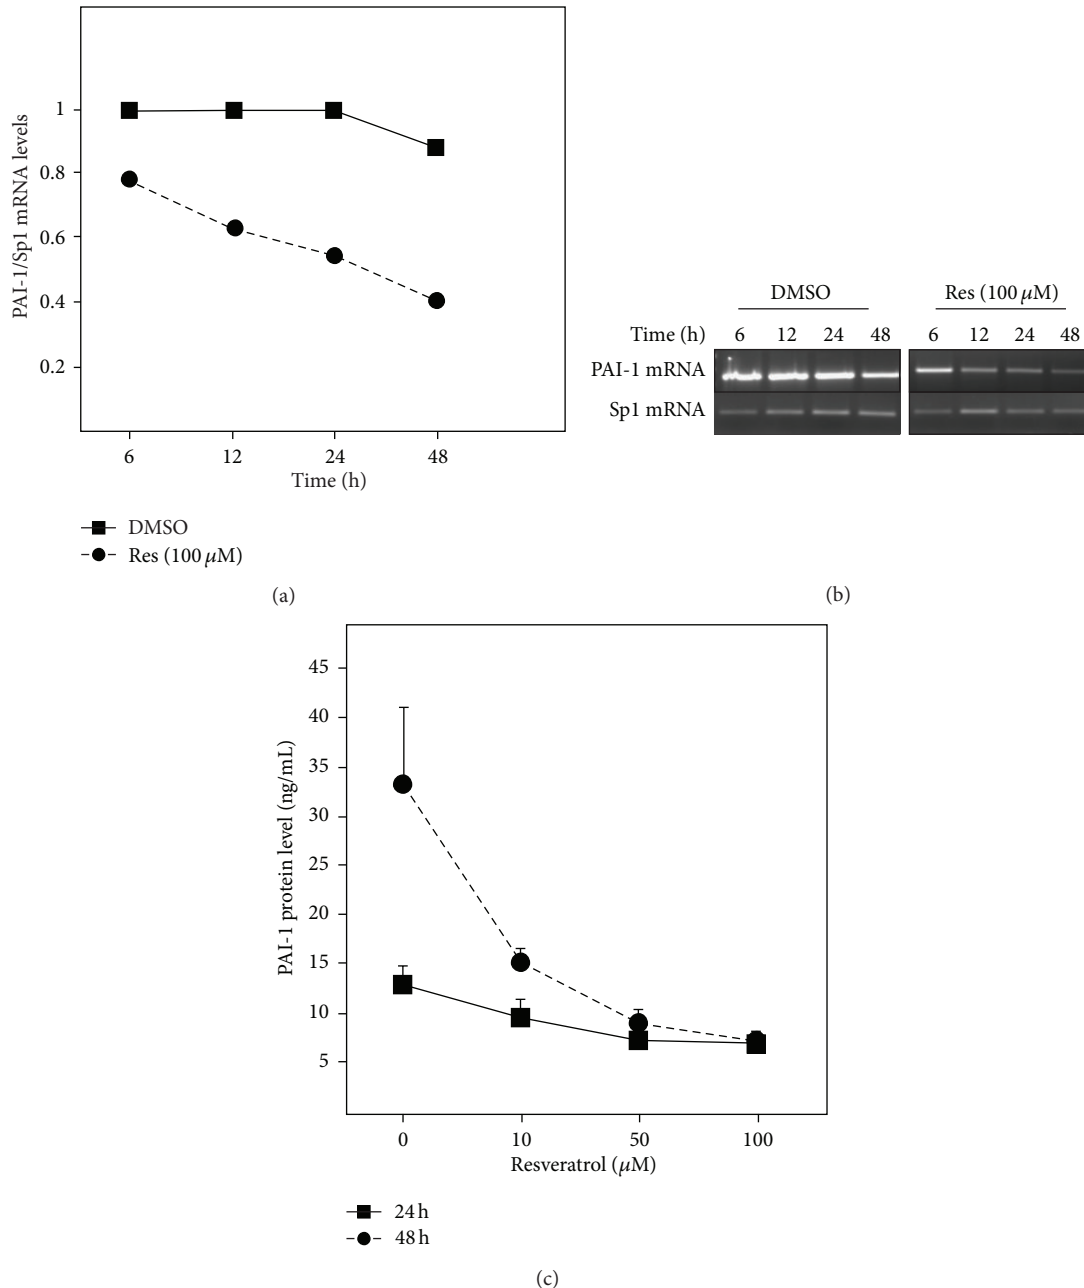 PAI-1/Sp1 mRNA levels
1
0.8
0.6
0.4
0.2
6 12 24 48
Time (h)
DMSO
Res (100 μM)
(a)
DMSO Res (100 μM)
Time (h) 6 12 24 48 6 12 24 48
PAI-1 mRNA
Sp1 mRNA
(b)
PAI-1 protein level (ng/mL)
45
40
35
30
25
20
15
10
5
0 10 50 100
Resveratrol (μM)
24 h
48 h
(c)